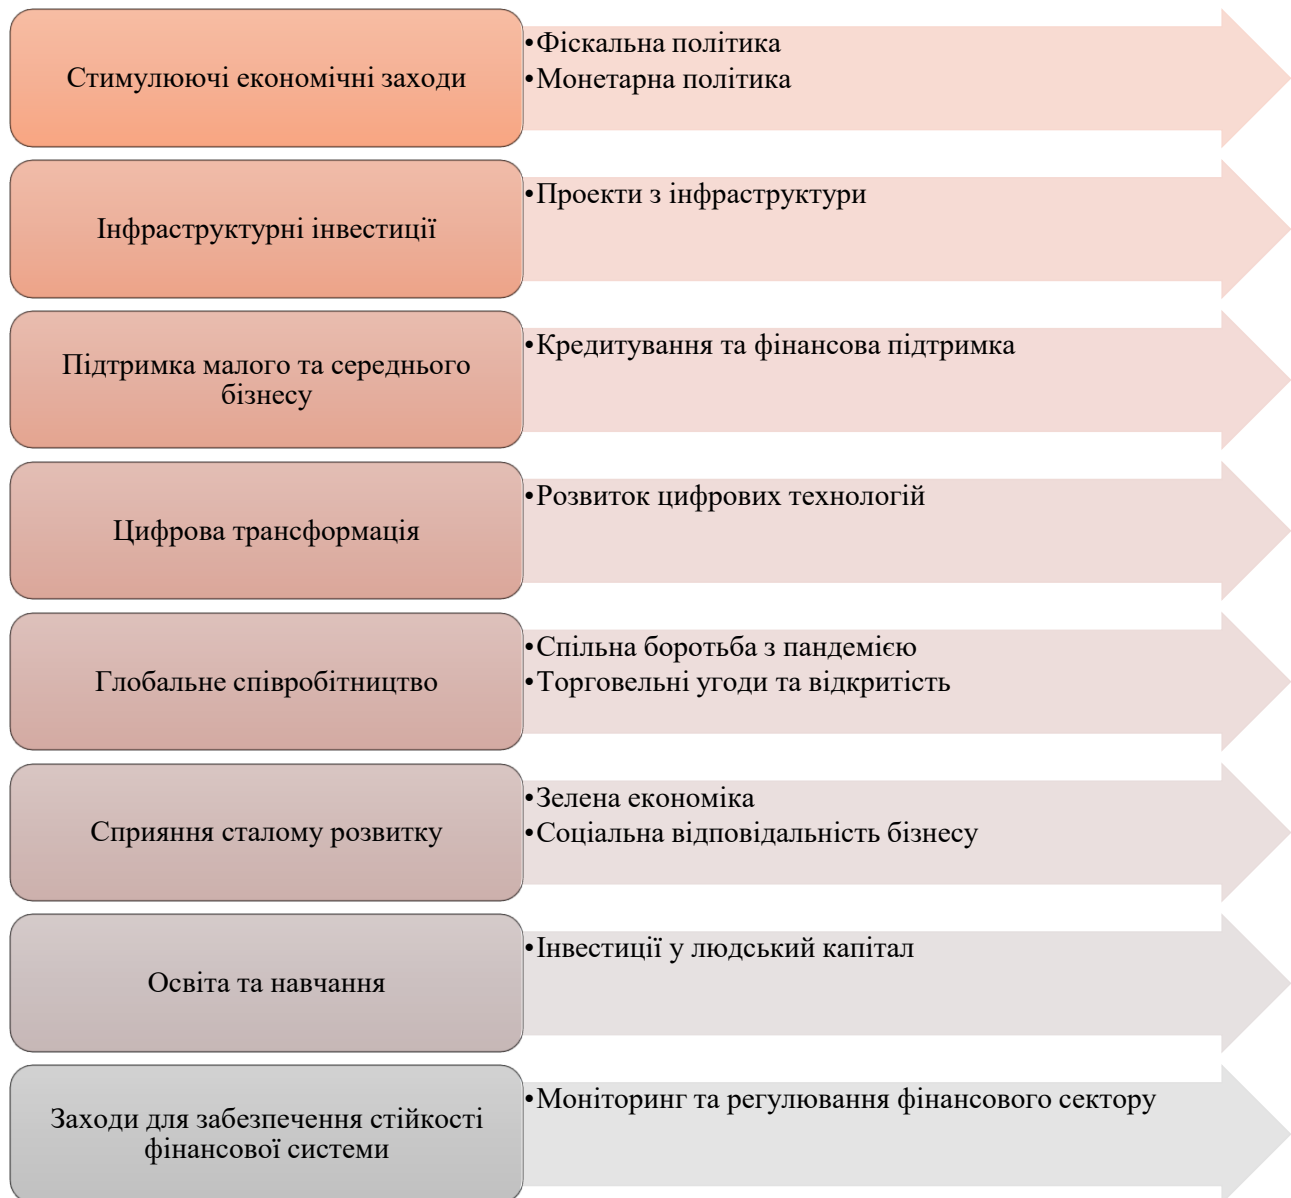 Стимулюючі економічні заходи
•Фіскальна політика
•Монетарна політика
Інфраструктурні інвестиції
•Проекти з інфраструктури
Підтримка малого та середнього
бізнесу
•Кредитування та фінансова підтримка
Цифрова трансформація
•Розвиток цифрових технологій
Глобальне співробітництво
•Спільна боротьба з пандемією
•Торговельні угоди та відкритість
Сприяння сталому розвитку
•Зелена економіка
•Соціальна відповідальність бізнесу
Освіта та навчання
•Інвестиції у людський капітал
Заходи для забезпечення стійкості
фінансової системи
•Моніторинг та регулювання фінансового сектору